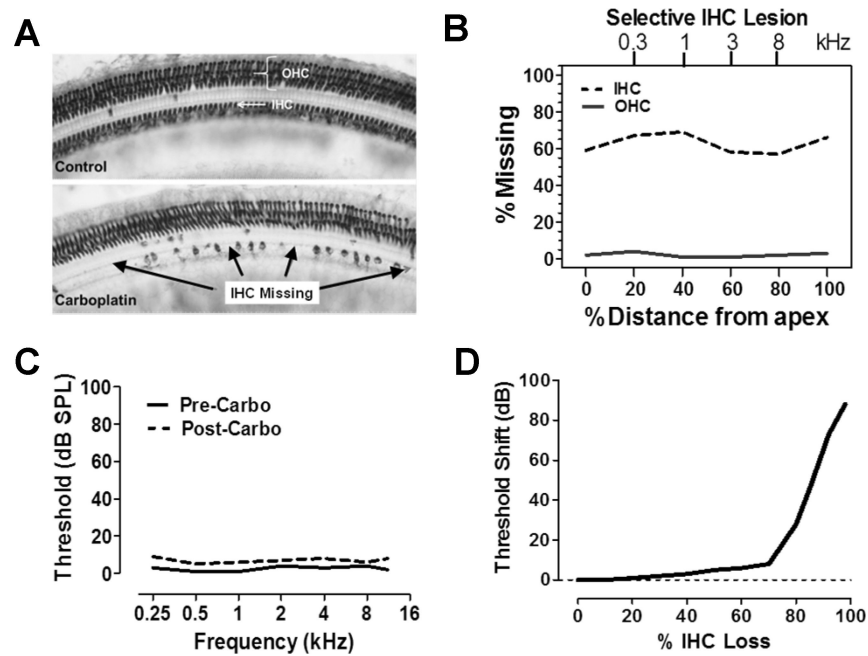 A
OHC
IHC
Control
IHC Missing
Carboplatin
B
Selective IHC Lesion
0.3 1 3 8 kHz
IHC
OHC
% Missing
100
80
60
40
20
0
0 20 40 60 80 100
% Distance from apex
C
Threshold (dB SPL)
100
80
60
40
20
0
Pre-Carbo
Post-Carbo
0.25 0.5 1 2 4 8 16
Frequency (kHz)
D
Threshold Shift (dB)
100
80
60
40
20
0
0 20 40 60 80 100
% IHC Loss